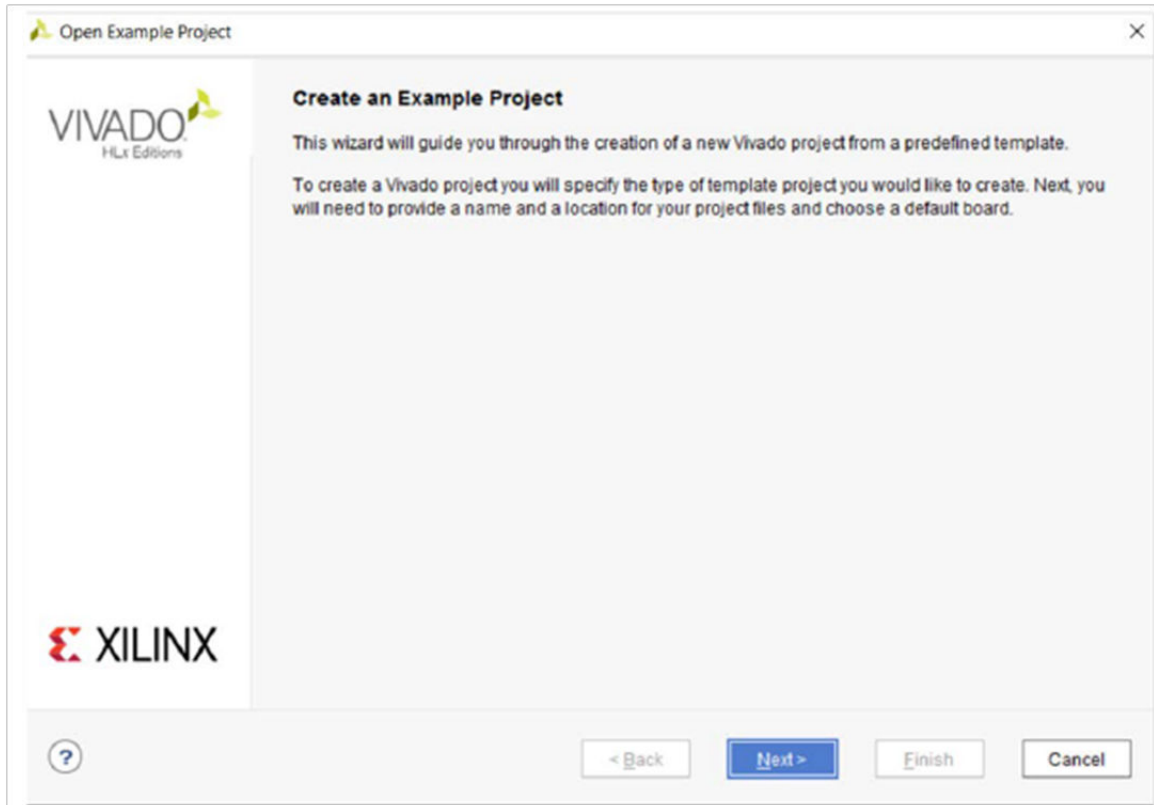 Open Example Project
VIVADO
HLx Editions
Create an Example Project
This wizard will guide you through the creation of a new Vivado project from a predefined template.
To create a Vivado project you will specify the type of template project you would like to create. Next, you
will need to provide a name and a location for your project files and choose a default board.
XILINX
?
< Back
Next >
Finish
Cancel